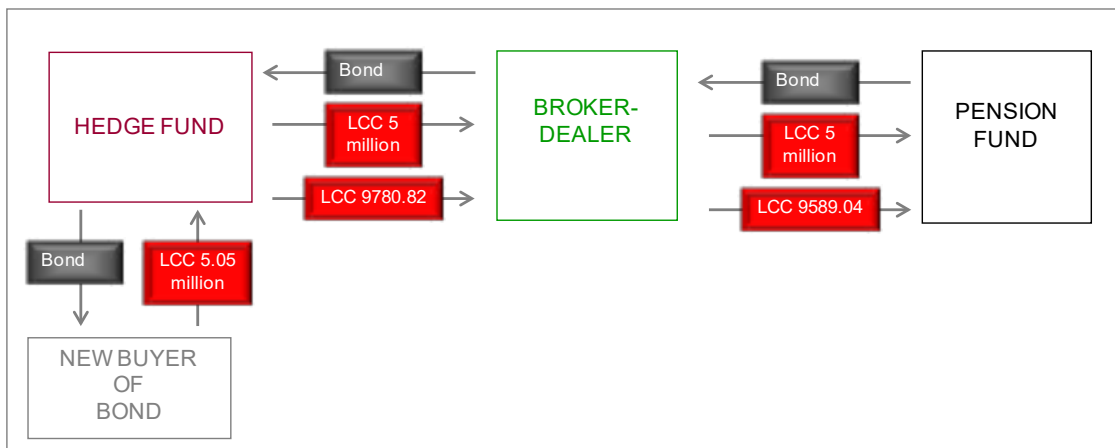 Bond
Bond
HEDGE FUND
LCC 5
million
BROKER-
DEALER
LCC 5
million
PENSION
FUND
LCC 9780.82
LCC 9589.04
Bond
LCC 5.05
million
NEW BUYER
OF
BOND